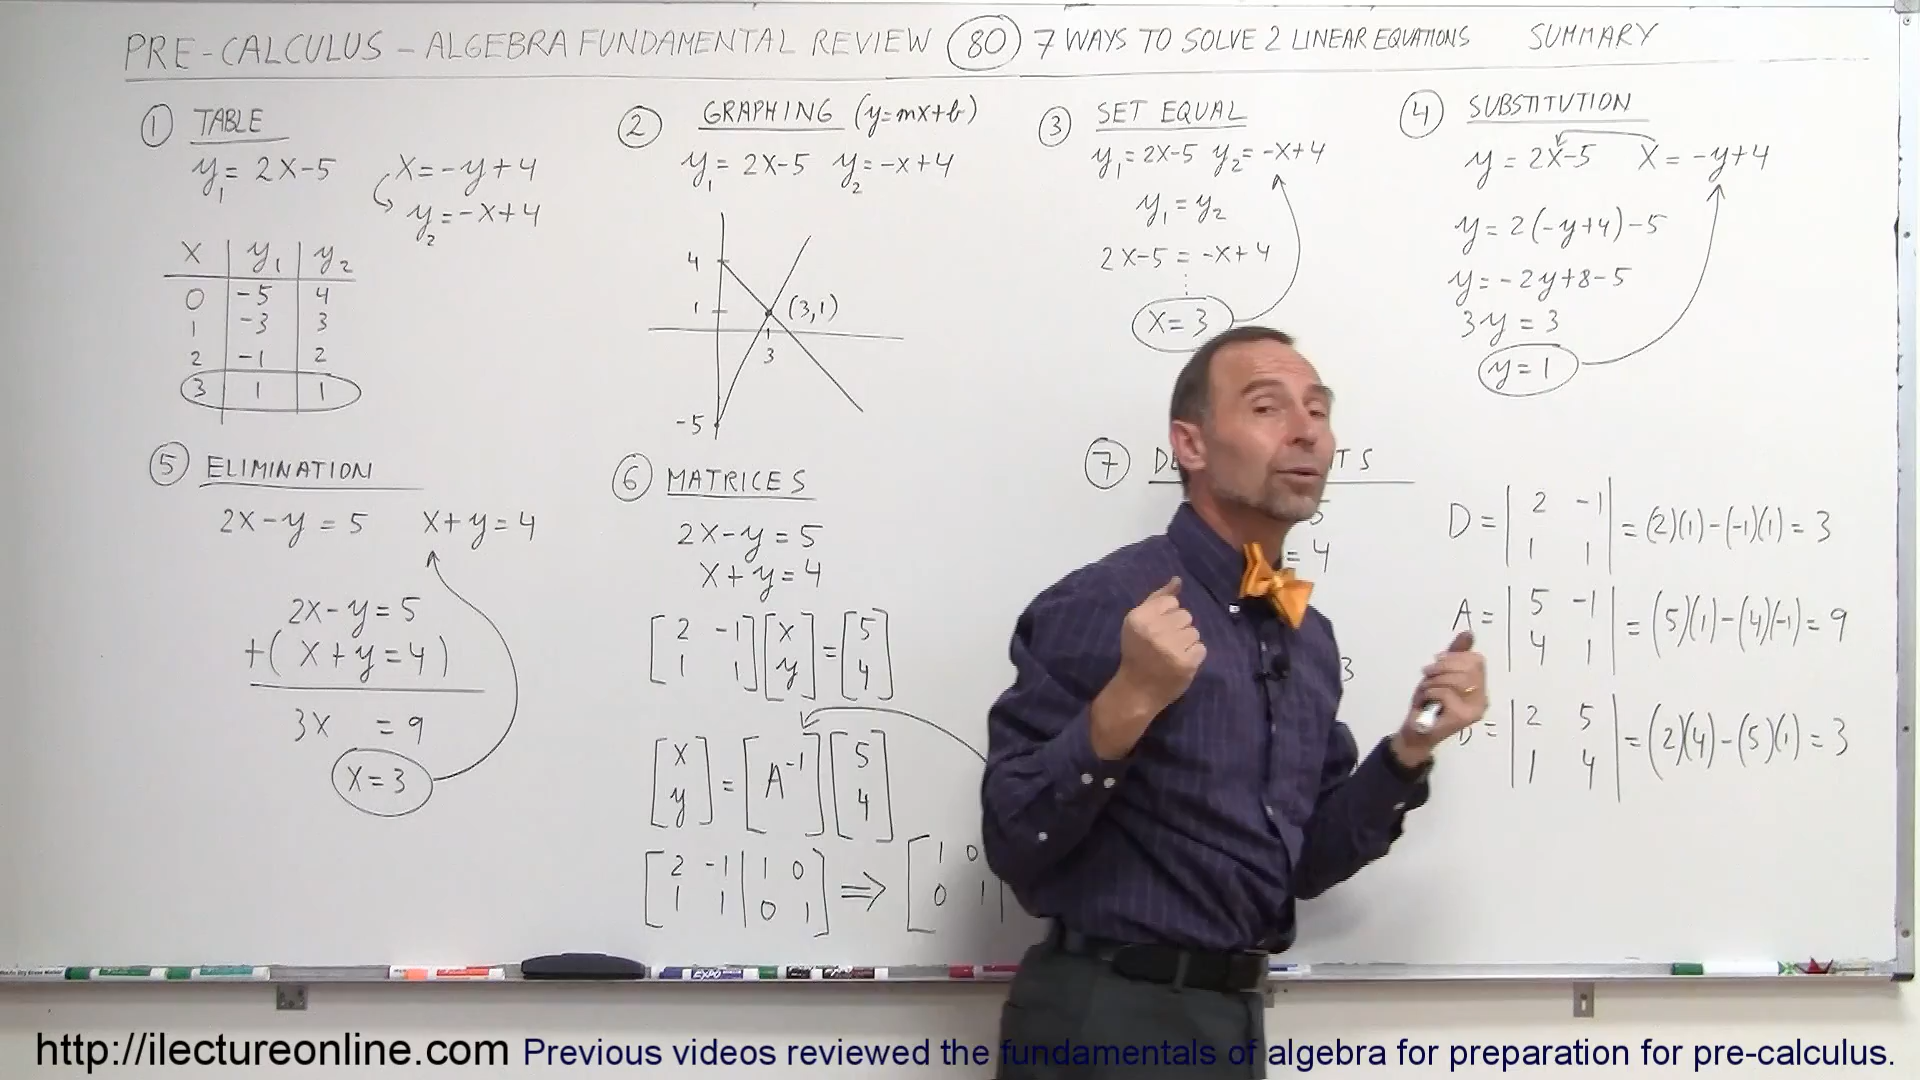 PRE-CALCULUS - ALGEBRA FUNDAMENTAL REVIEW 80 7 WAYS TO SOLVE 2 LINEAR EQUATIONS SUMMARY
1 TABLE
y₁ = 2X-5 X=-y+4
y₂=-X+4
X y₁ y₂
0 -5 4
1 -3 3
2 -1 2
3 1 1
2 GRAPHING (y=mx+b)
y₁ = 2X-5 y₂=-X+4
4
1 (3,1)
3
-5
3 SET EQUAL
y₁=2X-5 y₂=-X+4
y₁=y₂
2X-5=-X+4
X=3
4 SUBSTITUTION
y=2X-5 X=-y+4
y=2(-y+4)-5
y=-2y+8-5
3y=3
y=1
5 ELIMINATION
2X-y=5 X+y=4
2X-y=5
+(X+y=4)
3X =9
X=3
6 MATRICES
2X-y=5
X+y=4
[2 -1] [X] = [5]
[1 1] [y] [4]
[X] = [A⁻¹] [5]
[y] [4]
[2 -1 | 1 0] ⇒ [1 0
[1 1 | 0 1] [0 1 |
7 DE TS
5
=4
3
D=|2 -1| =(2)(1)-(-1)(1)=3
|1 1|
A=|5 -1| =(5)(1)-(4)(-1)=9
|4 1|
=|2 5| =(2)(4)-(5)(1)=3
|1 4|
EXPO
http://ilectureonline.com Previous videos reviewed the fundamentals of algebra for preparation for pre-calculus.